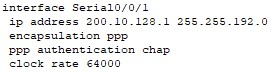 interface Serial0/0/1
ip address 200.10.128.1 255.255.192.0
encapsulation ppp
ppp authentication chap
clock rate 64000